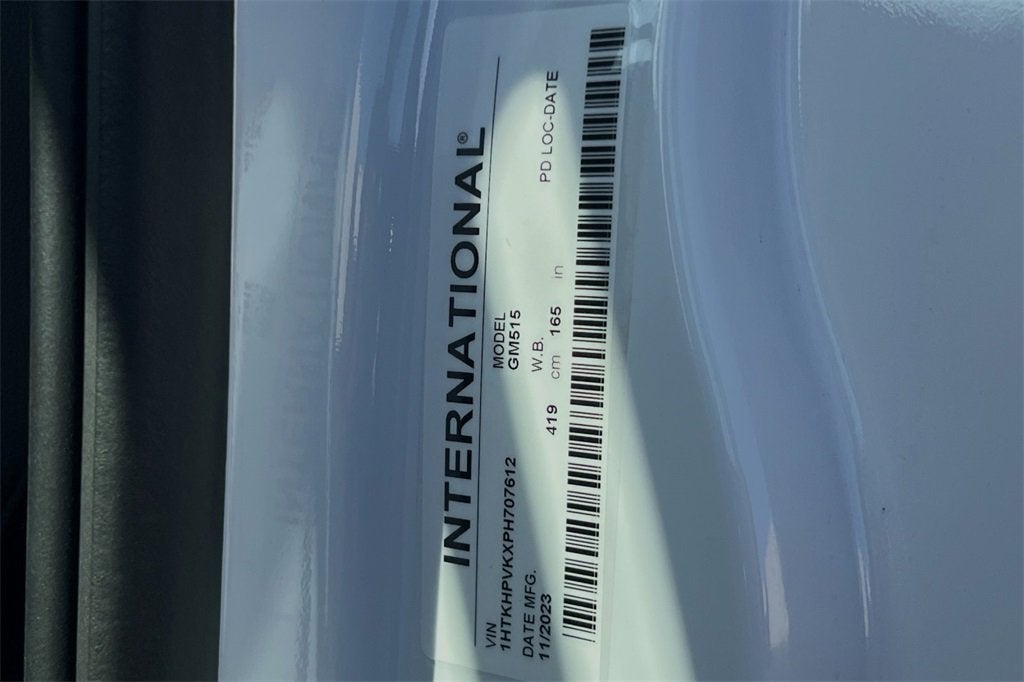 INTERNATIONAL®
VIN
1HTKHPVKXPH707612
MODEL
GM515
DATE MFG.
11/2023
W.B.
419 cm 165 in
PD LOC-DATE